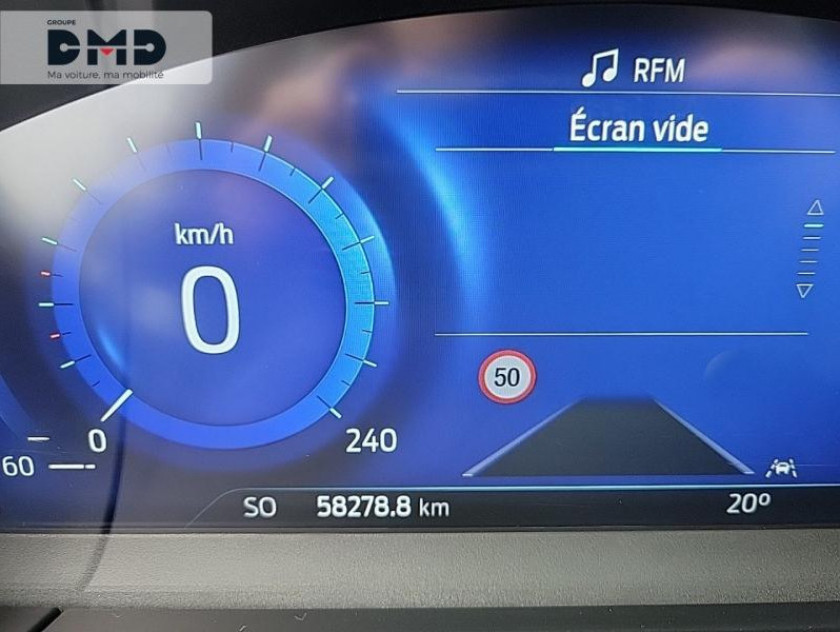 GROUPE
DMD
Ma voiture, ma mobilité
RFM
Écran vide
km/h
0
50
0
240
60
SO 58278.8 km 20°